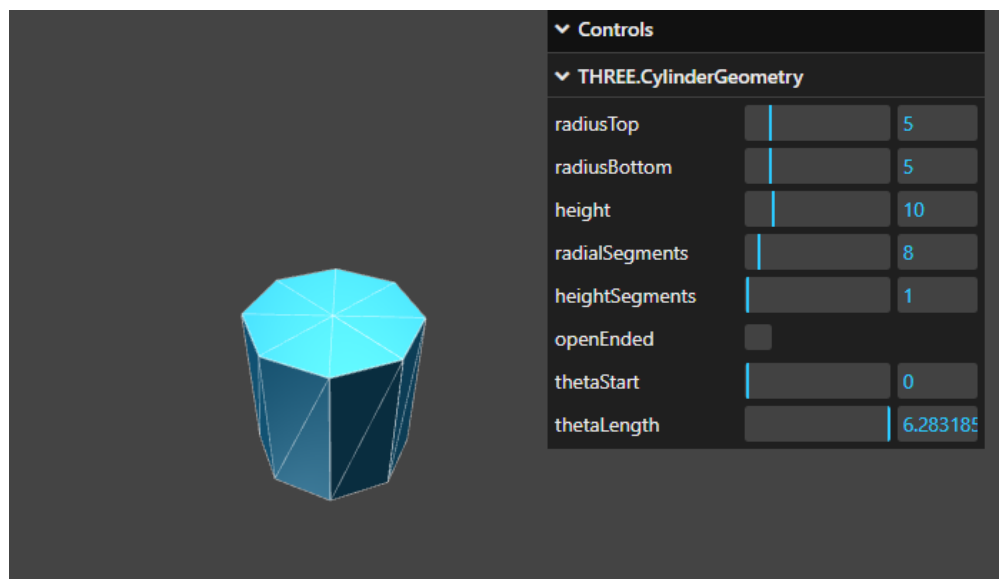 Controls
THREE.CylinderGeometry
radiusTop 5
radiusBottom 5
height 10
radialSegments 8
heightSegments 1
openEnded
thetaStart 0
thetaLength 6.283185